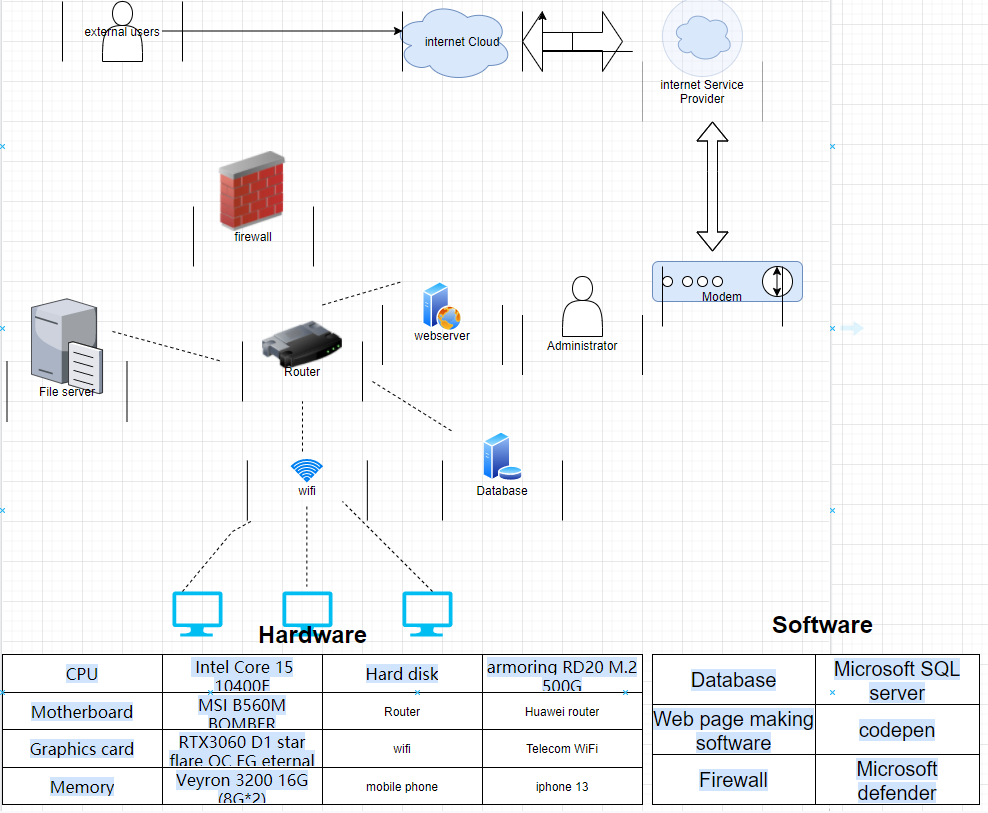 external users
internet Cloud
internet Service
Provider
firewall
Modem
webserver
Administrator
Router
File server
wifi
Database
Hardware
Software
CPU
Intel Core 15
10400F
Hard disk
armoring RD20 M.2
500G
Motherboard
MSI B560M
BOMBER
Router
Huawei router
Graphics card
RTX3060 D1 star
flare OC FG eternal
wifi
Telecom WiFi
Memory
Veyron 3200 16G
(8G*2)
mobile phone
iphone 13
Database
Microsoft SQL
server
Web page making
software
codepen
Firewall
Microsoft
defender